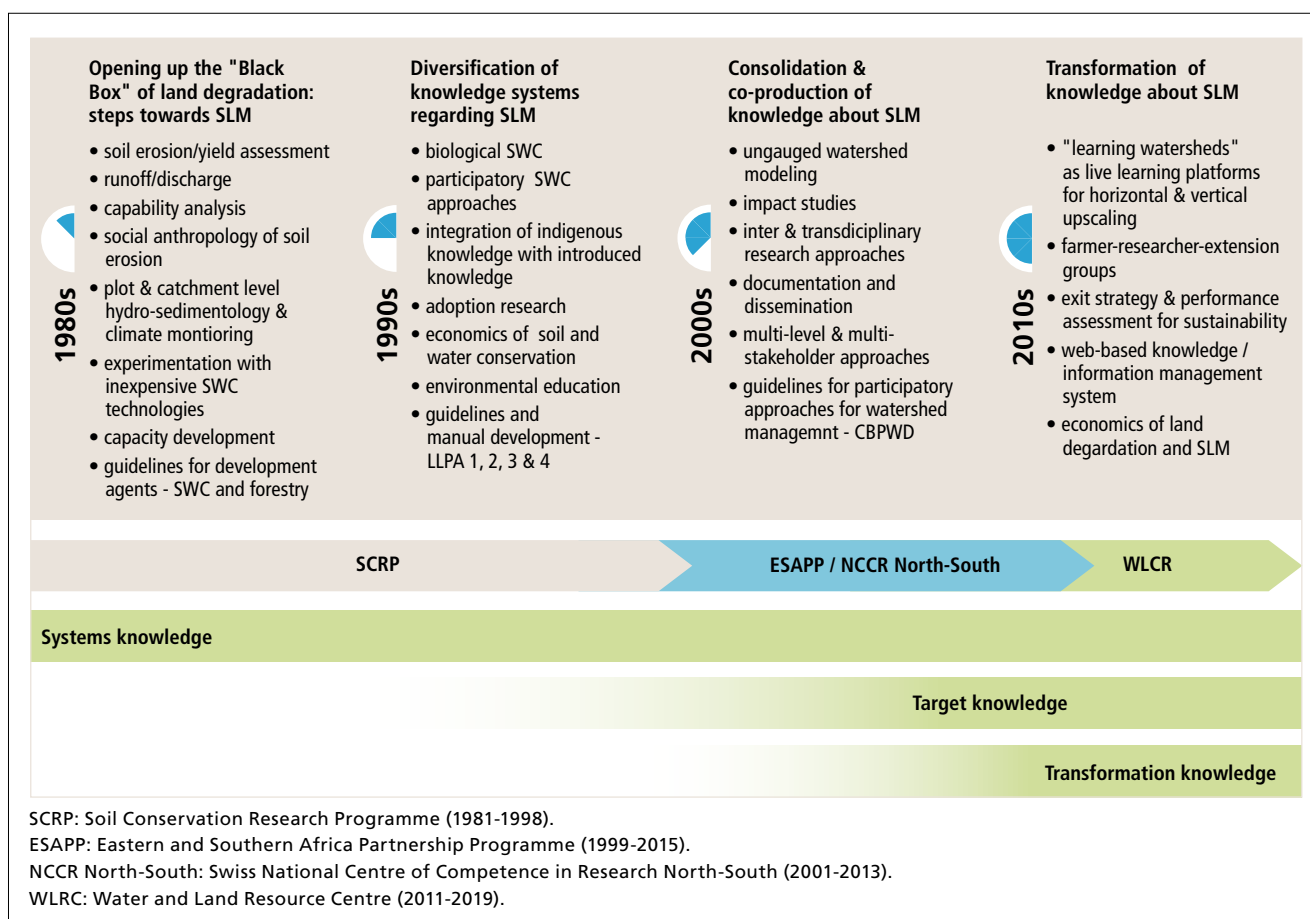 Opening up the "Black
Box" of land degradation:
steps towards SLM
• soil erosion/yield assessment
• runoff/discharge
• capability analysis
• social anthropology of soil
erosion
• plot & catchment level
hydro-sedimentology &
climate montioring
• experimentation with
inexpensive SWC
technologies
• capacity development
• guidelines for development
agents - SWC and forestry
1980s
Diversification of
knowledge systems
regarding SLM
• biological SWC
• participatory SWC
approaches
• integration of indigenous
knowledge with introduced
knowledge
• adoption research
• economics of soil and
water conservation
• environmental education
• guidelines and
manual development -
LLPA 1, 2, 3 & 4
1990s
Consolidation &
co-production of
knowledge about SLM
• ungauged watershed
modeling
• impact studies
• inter & transdiciplinary
research approaches
• documentation and
dissemination
• multi-level & multi-
stakeholder approaches
• guidelines for participatory
approaches for watershed
managemnt - CBPWD
2000s
Transformation of
knowledge about SLM
• "learning watersheds"
as live learning platforms
for horizontal & vertical
upscaling
• farmer-researcher-extension
groups
• exit strategy & performance
assessment for sustainability
• web-based knowledge /
information management
system
• economics of land
degardation and SLM
2010s
SCRP
ESAPP / NCCR North-South
WLCR
Systems knowledge
Target knowledge
Transformation knowledge
SCRP: Soil Conservation Research Programme (1981-1998).
ESAPP: Eastern and Southern Africa Partnership Programme (1999-2015).
NCCR North-South: Swiss National Centre of Competence in Research North-South (2001-2013).
WLRC: Water and Land Resource Centre (2011-2019).